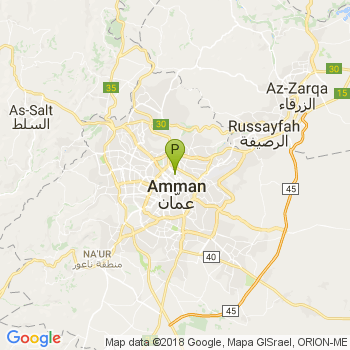 35
30
Az-Zarqa
الزرقاء
15
As-Salt
السلط
30
Russayfah
الرصيفة
P
Amman
عمّان
45
NA'UR
منطقة ناعور
40
45
Google
Map data ©2018 Google, Mapa GISrael, ORION-ME